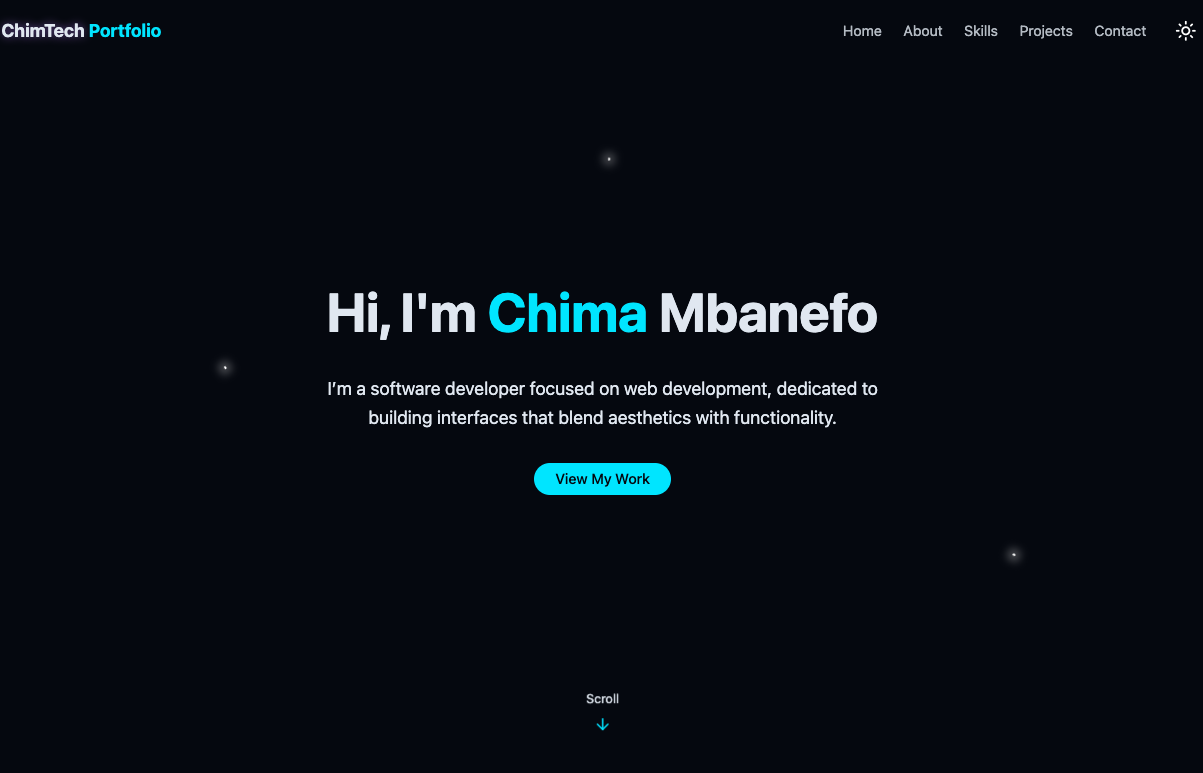 ChimTech Portfolio
Home About Skills Projects Contact
Hi, I'm Chima Mbanefo
I’m a software developer focused on web development, dedicated to
building interfaces that blend aesthetics with functionality.
View My Work
Scroll